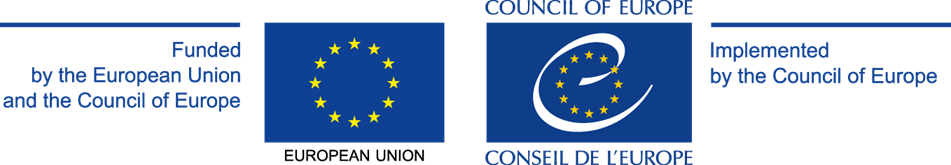 Funded
by the European Union
and the Council of Europe
EUROPEAN UNION
COUNCIL OF EUROPE
CONSEIL DE L'EUROPE
Implemented
by the Council of Europe